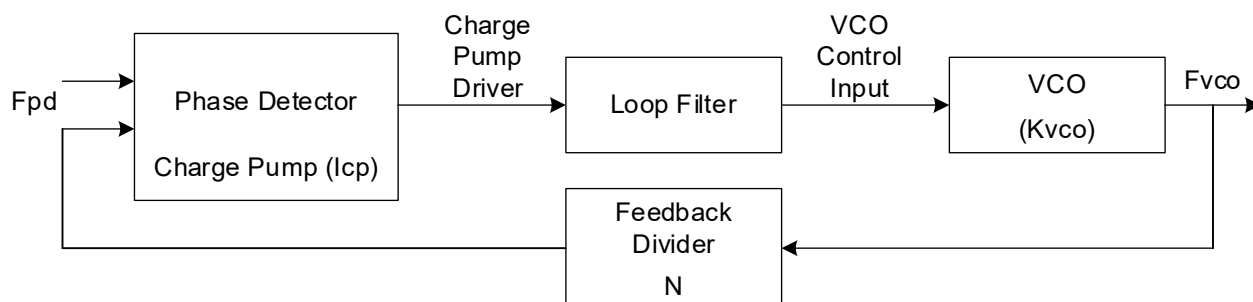 Fpd
Phase Detector
Charge Pump (Icp)
Charge
Pump
Driver
Loop Filter
VCO
Control
Input
VCO
(Kvco)
Fvco
Feedback
Divider
N